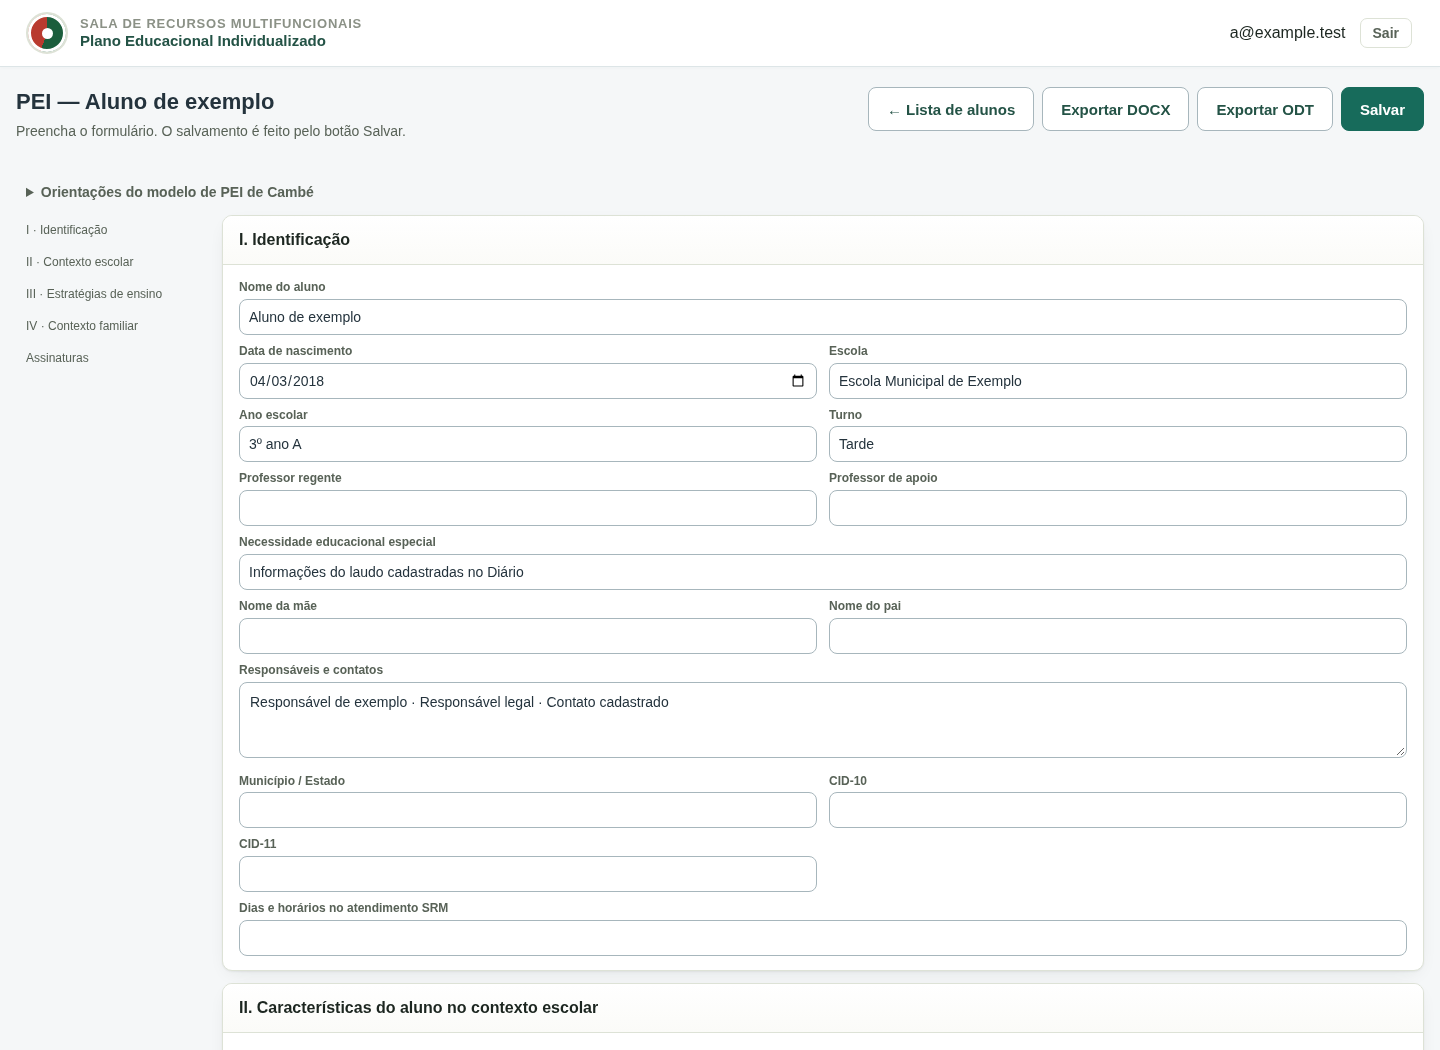 SALA DE RECURSOS MULTIFUNCIONAIS
Plano Educacional Individualizado
a@example.test
Sair
PEI — Aluno de exemplo
Preencha o formulário. O salvamento é feito pelo botão Salvar.
← Lista de alunos
Exportar DOCX
Exportar ODT
Salvar
▶ Orientações do modelo de PEI de Cambé
I · Identificação
II · Contexto escolar
III · Estratégias de ensino
IV · Contexto familiar
Assinaturas
I. Identificação
Nome do aluno
Aluno de exemplo
Data de nascimento
04/03/2018
Escola
Escola Municipal de Exemplo
Ano escolar
3º ano A
Turno
Tarde
Professor regente
Professor de apoio
Necessidade educacional especial
Informações do laudo cadastradas no Diário
Nome da mãe
Nome do pai
Responsáveis e contatos
Responsável de exemplo · Responsável legal · Contato cadastrado
Município / Estado
CID-10
CID-11
Dias e horários no atendimento SRM
II. Características do aluno no contexto escolar